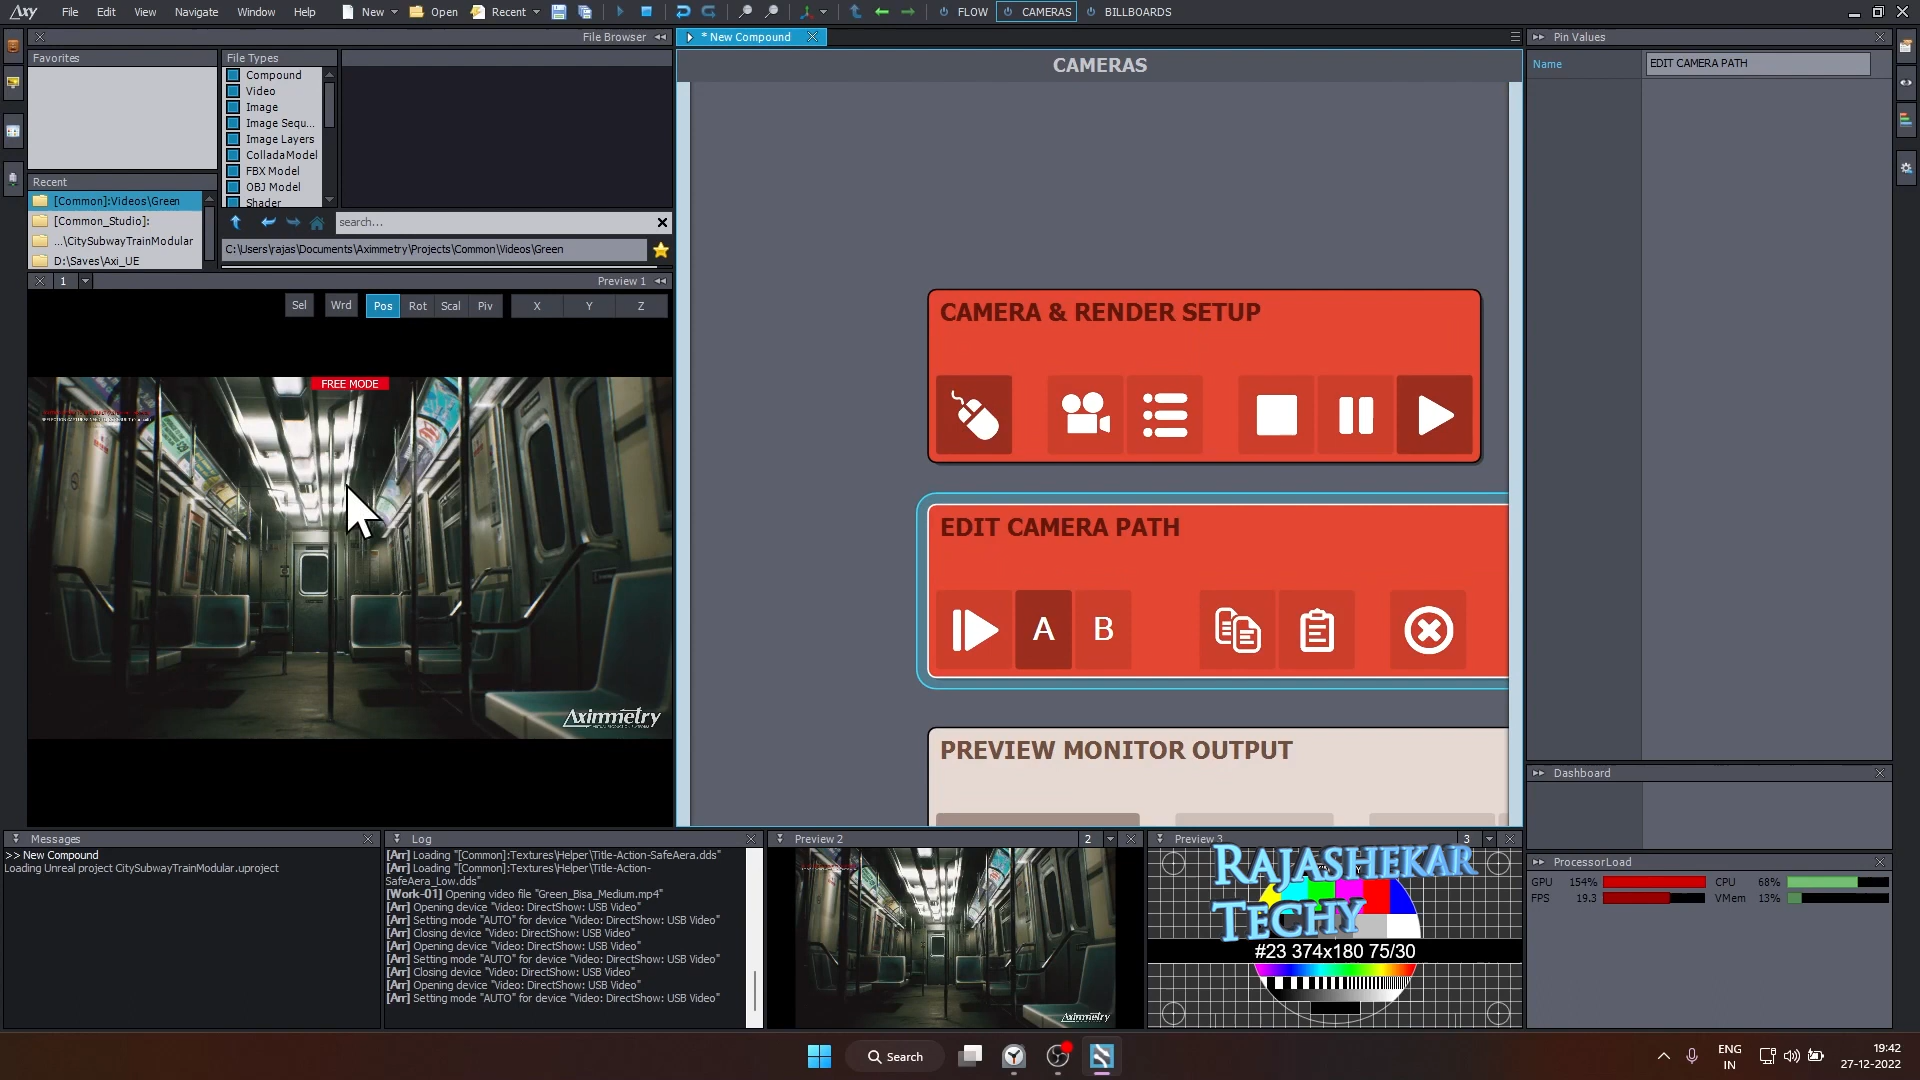 Axy File Edit View Navigate Window Help New Open Recent FLOW CAMERAS BILLBOARDS
File Browser
* New Compound
Pin Values
Favorites
File Types
Compound
Video
Image
Image Sequ...
Image Layers
ColladaModel
FBX Model
OBJ Model
Shader
Recent
[Common]:Videos\Green
[Common_Studio]:
...\CitySubwayTrainModular
D:\Saves\Axi_UE
search...
C:\Users\rajas\Documents\Aximmetry\Projects\Common\Videos\Green
CAMERAS
Name
EDIT CAMERA PATH
1
Preview 1
Sel Wrd Pos Rot Scal Piv X Y Z
FREE MODE
Aximmetry
CAMERA & RENDER SETUP
EDIT CAMERA PATH
A B
PREVIEW MONITOR OUTPUT
Dashboard
Messages
>> New Compound
Loading Unreal project CitySubwayTrainModular.uproject
Log
[Arr] Loading "[Common]:Textures\Helper\Title-Action-SafeAera.dds"
[Arr] Loading "[Common]:Textures\Helper\Title-Action-
SafeAera_Low.dds"
[Work-01] Opening video file "Green_Bisa_Medium.mp4"
[Arr] Opening device "Video: DirectShow: USB Video"
[Arr] Setting mode "AUTO" for device "Video: DirectShow: USB Video"
[Arr] Closing device "Video: DirectShow: USB Video"
[Arr] Opening device "Video: DirectShow: USB Video"
[Arr] Setting mode "AUTO" for device "Video: DirectShow: USB Video"
[Arr] Closing device "Video: DirectShow: USB Video"
[Arr] Opening device "Video: DirectShow: USB Video"
[Arr] Setting mode "AUTO" for device "Video: DirectShow: USB Video"
Preview 2
2
Aximmetry
Preview 3
3
RAJASHEKAR
TECHY
#23 374x180 75/30
ProcessorLoad
GPU 154% CPU 68%
FPS 19.3 VMem 13%
Search
ENG
IN
19:42
27-12-2022